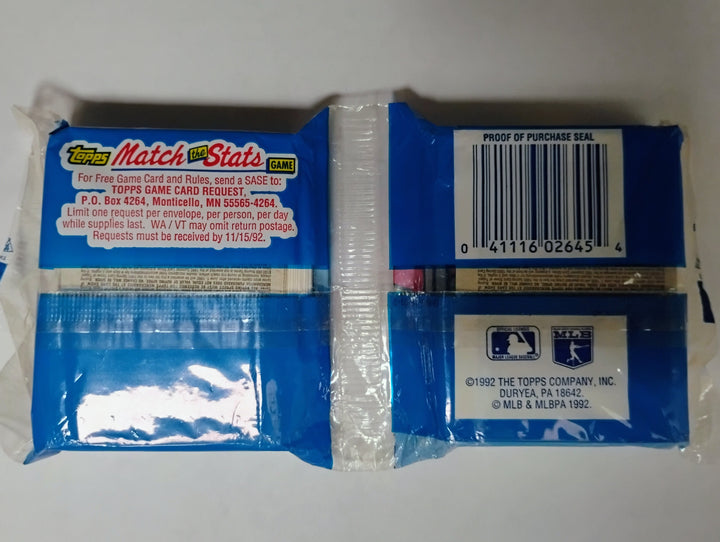 topps Match the Stats GAME
For Free Game Card and Rules, send a SASE to:
TOPPS GAME CARD REQUEST,
P.O. Box 4264, Monticello, MN 55565-4264.
Limit one request per envelope, per person, per day
while supplies last. WA / VT may omit return postage.
Requests must be received by 11/15/92.
PROOF OF PURCHASE SEAL
0 41116 02645 4
MAJOR LEAGUE BASEBALL
MLB
©1992 THE TOPPS COMPANY, INC.
DURYEA, PA 18642.
© MLB & MLBPA 1992.